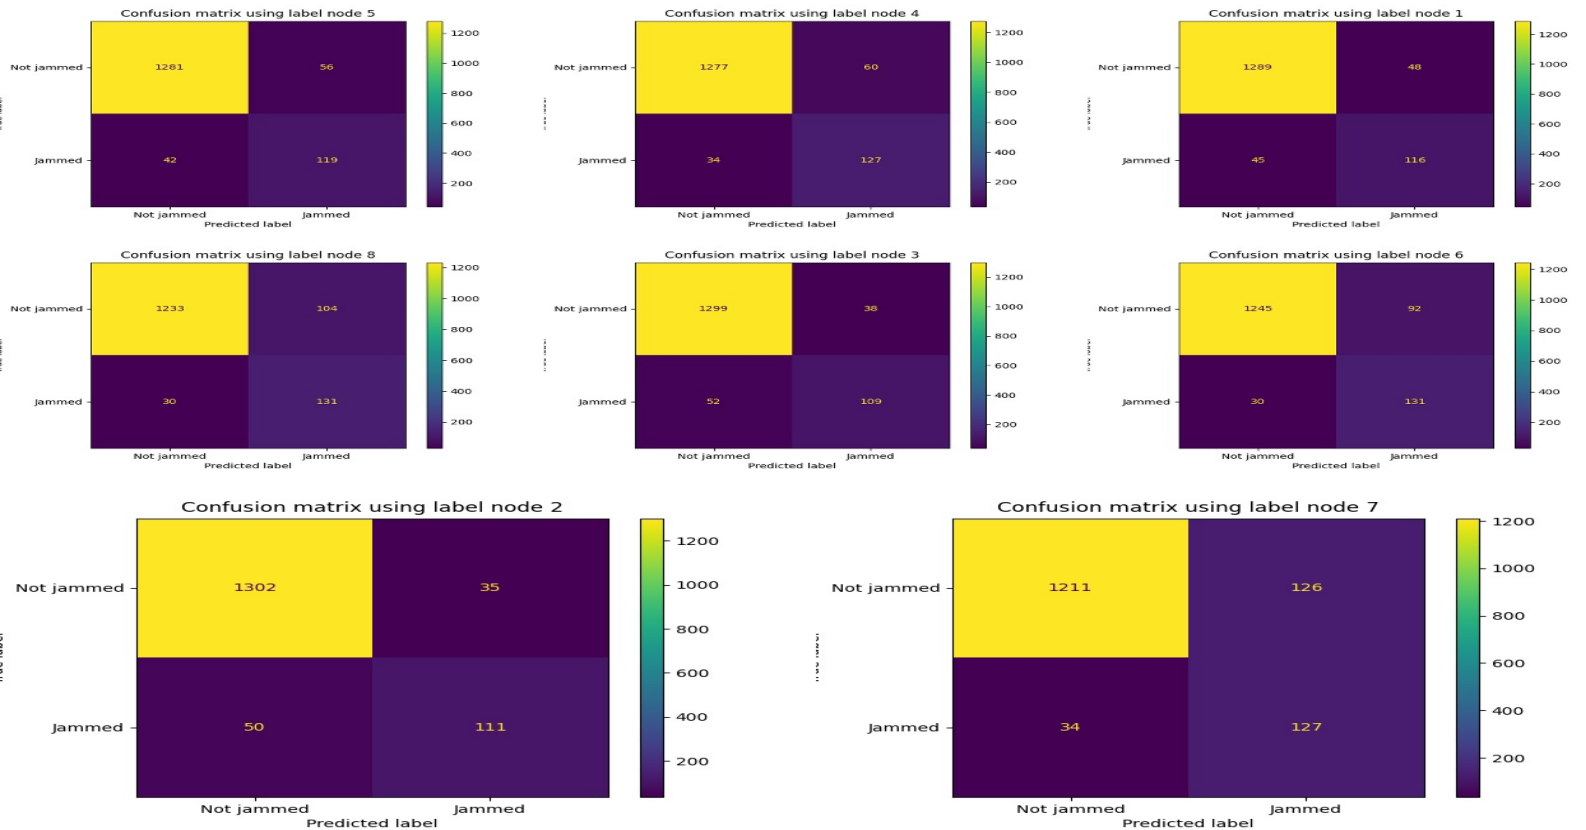 Confusion matrix using label node 5
Not jammed 1281 56
Jammed 42 119
1200
1000
800
600
400
200
Not jammed Jammed
Predicted label
Confusion matrix using label node 4
Not jammed 1277 60
Jammed 34 127
1200
1000
800
600
400
200
Not jammed Jammed
Predicted label
Confusion matrix using label node 1
Not jammed 1289 48
Jammed 45 116
1200
1000
800
600
400
200
Not jammed Jammed
Predicted label
Confusion matrix using label node 8
Not jammed 1233 104
Jammed 30 131
1200
1000
800
600
400
200
Not jammed Jammed
Predicted label
Confusion matrix using label node 3
Not jammed 1299 38
Jammed 52 109
1200
1000
800
600
400
200
Not jammed Jammed
Predicted label
Confusion matrix using label node 6
Not jammed 1245 92
Jammed 30 131
1200
1000
800
600
400
200
Not jammed Jammed
Predicted label
Confusion matrix using label node 2
Not jammed 1302 35
Jammed 50 111
1200
1000
800
600
400
200
Not jammed Jammed
Predicted label
Confusion matrix using label node 7
Not jammed 1211 126
Jammed 34 127
1200
1000
800
600
400
200
Not jammed Jammed
Predicted label